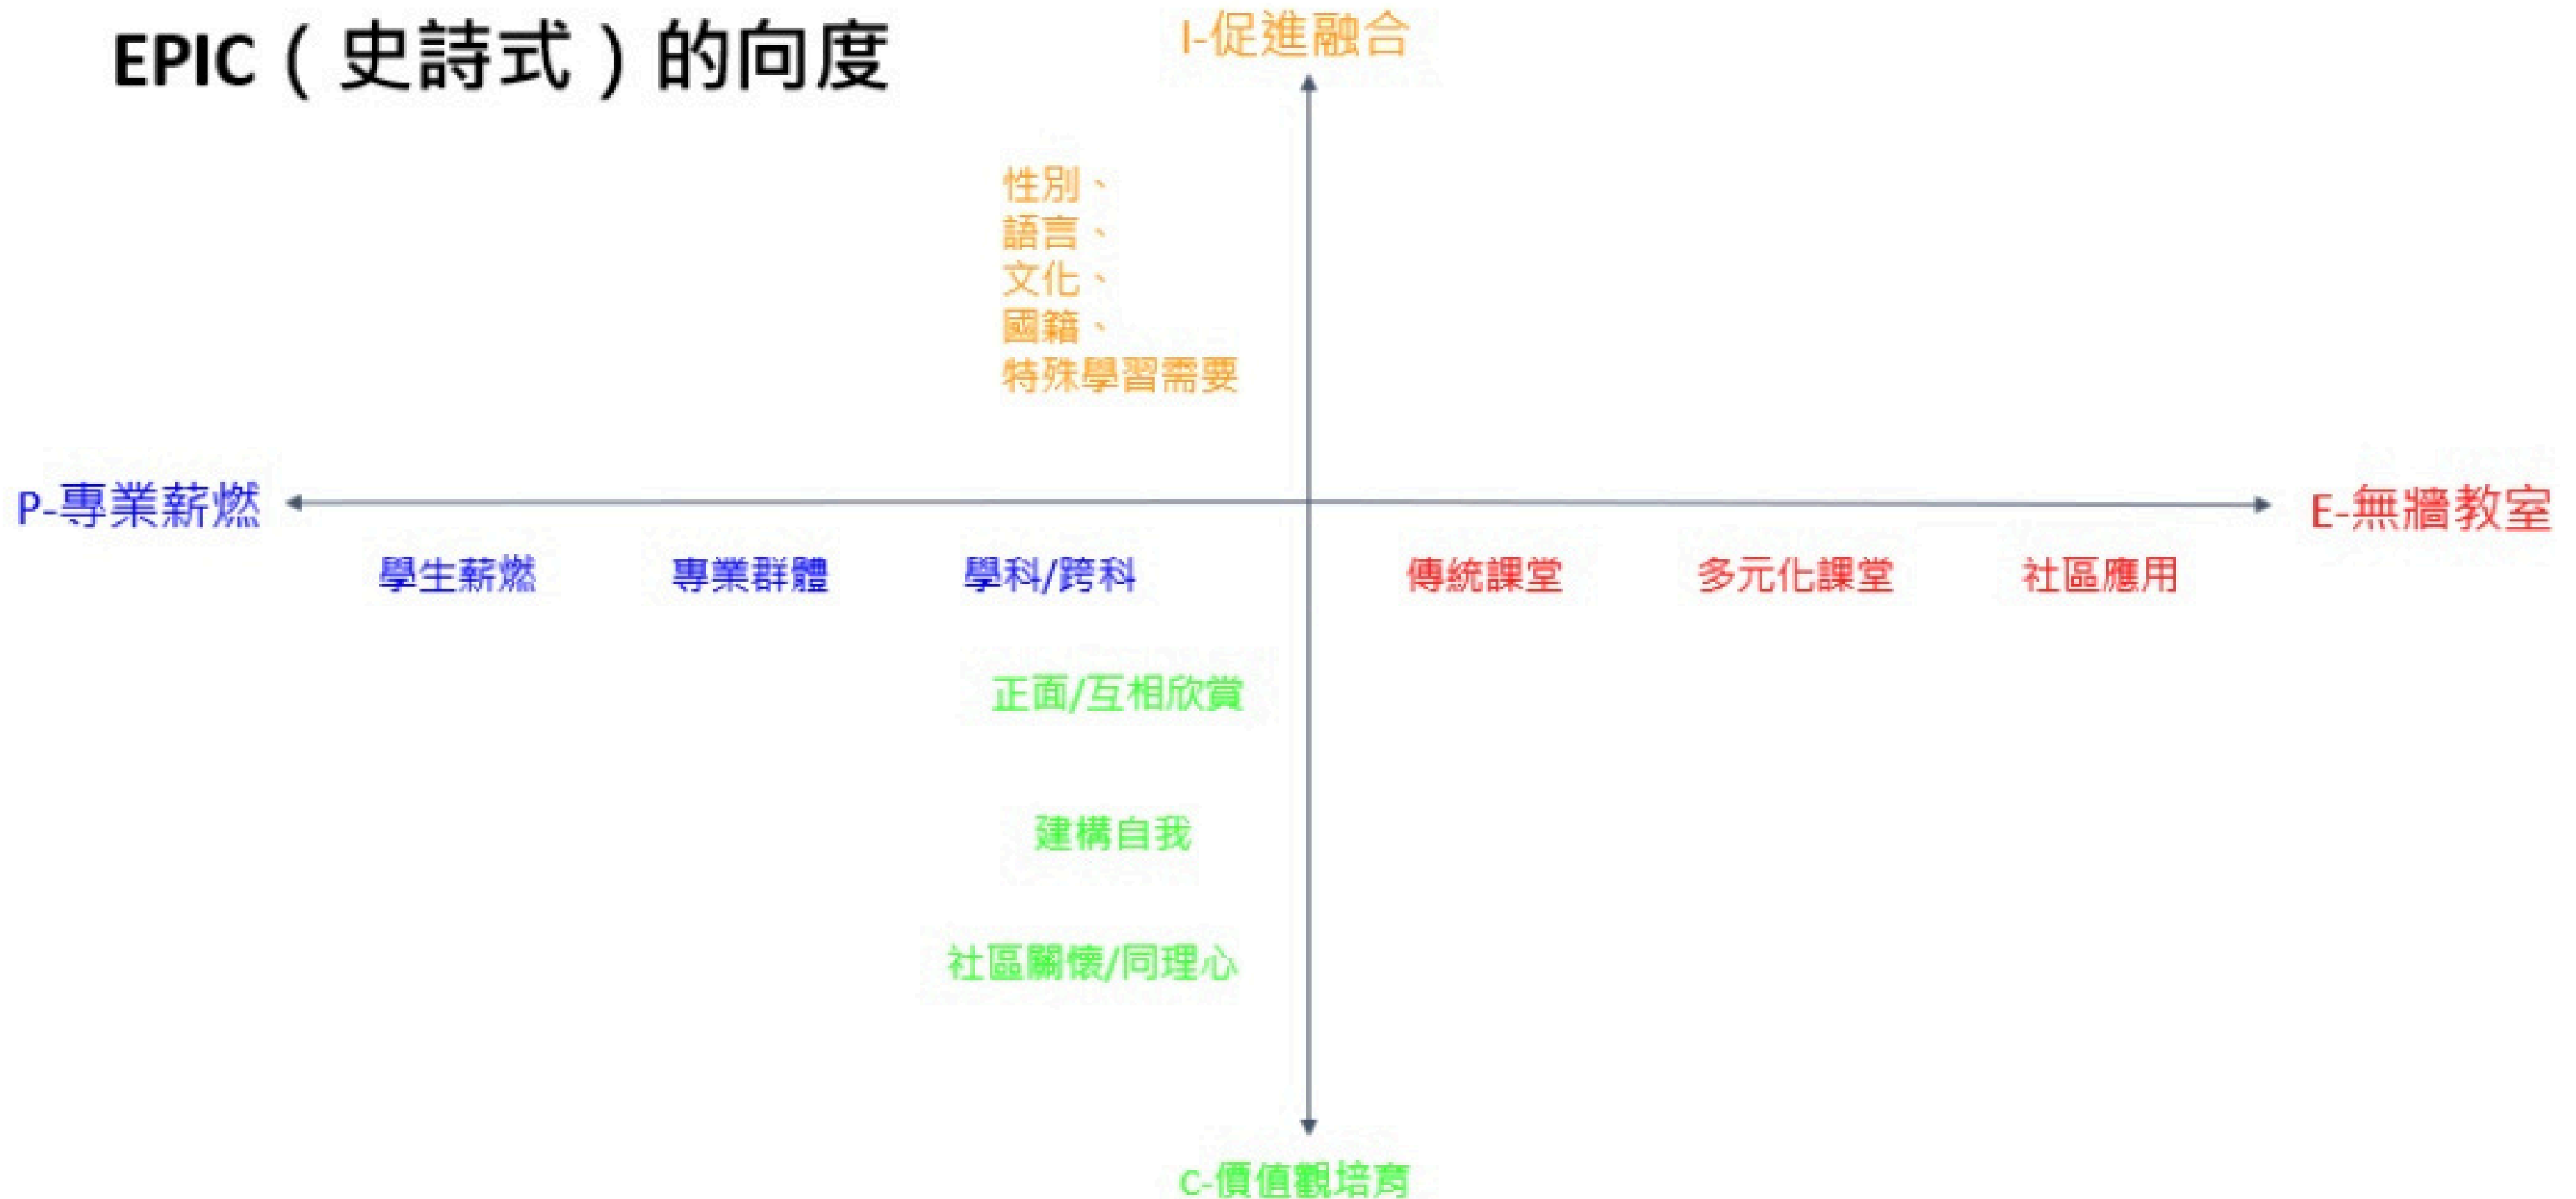 EPIC（史詩式）的向度
I-促進融合
性別、
語言、
文化、
國籍、
特殊學習需要
P-專業薪燃
E-無牆教室
學生薪燃
專業群體
學科/跨科
傳統課堂
多元化課堂
社區應用
正面/互相欣賞
建構自我
社區關懷/同理心
C-價值觀培育